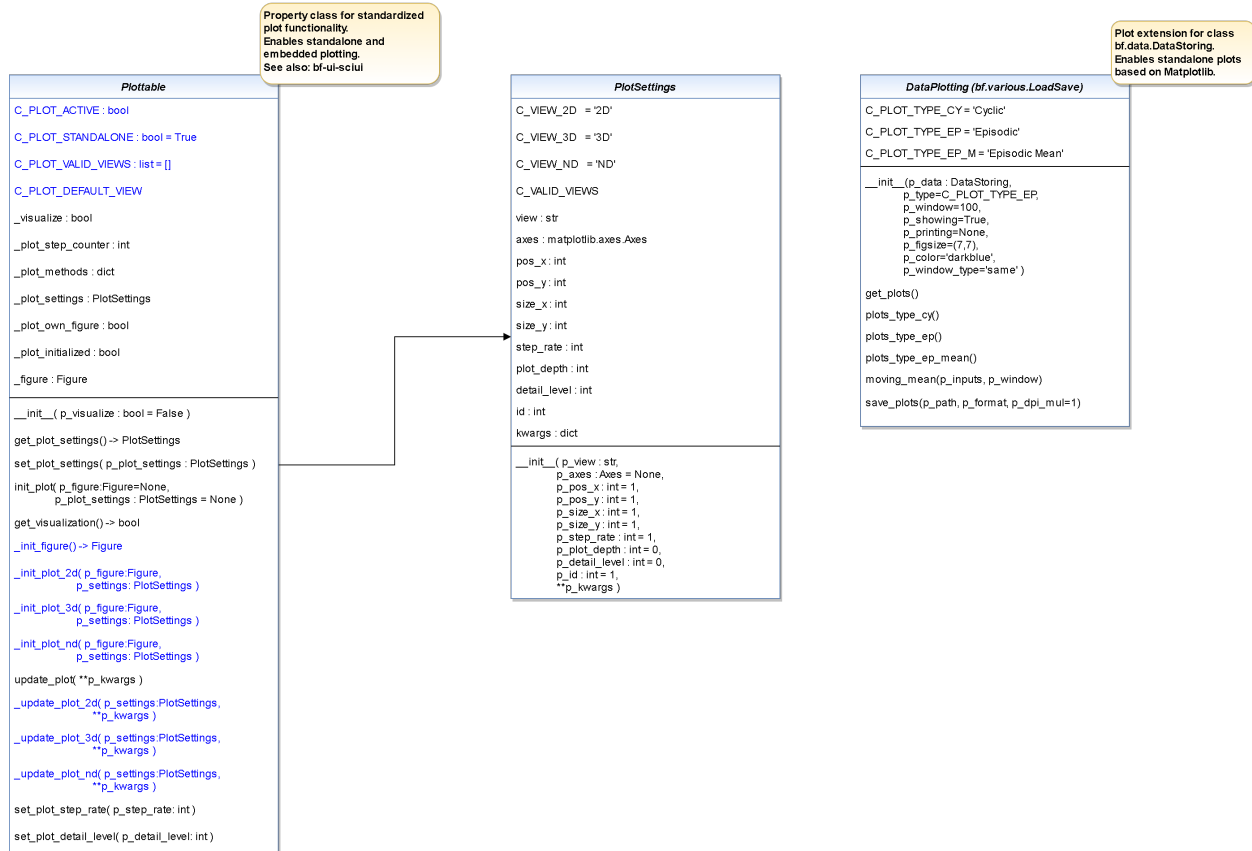 Property class for standardized
plot functionality.
Enables standalone and
embedded plotting.
See also: bf-ui-sciui
Plottable
C_PLOT_ACTIVE : bool
C_PLOT_STANDALONE : bool = True
C_PLOT_VALID_VIEWS : list = []
C_PLOT_DEFAULT_VIEW
_visualize : bool
_plot_step_counter : int
_plot_methods : dict
_plot_settings : PlotSettings
_plot_own_figure : bool
_plot_initialized : bool
_figure : Figure
__init__( p_visualize : bool = False )
get_plot_settings() -> PlotSettings
set_plot_settings( p_plot_settings : PlotSettings )
init_plot( p_figure:Figure=None,
p_plot_settings : PlotSettings = None )
get_visualization() -> bool
_init_figure() -> Figure
_init_plot_2d( p_figure:Figure,
p_settings: PlotSettings )
_init_plot_3d( p_figure:Figure,
p_settings: PlotSettings )
_init_plot_nd( p_figure:Figure,
p_settings: PlotSettings )
update_plot( **p_kwargs )
_update_plot_2d( p_settings:PlotSettings,
**p_kwargs )
_update_plot_3d( p_settings:PlotSettings,
**p_kwargs )
_update_plot_nd( p_settings:PlotSettings,
**p_kwargs )
set_plot_step_rate( p_step_rate: int )
set_plot_detail_level( p_detail_level: int )
PlotSettings
C_VIEW_2D = '2D'
C_VIEW_3D = '3D'
C_VIEW_ND = 'ND'
C_VALID_VIEWS
view : str
axes : matplotlib.axes.Axes
pos_x : int
pos_y : int
size_x : int
size_y : int
step_rate : int
plot_depth : int
detail_level : int
id : int
kwargs : dict
__init__( p_view : str,
p_axes : Axes = None,
p_pos_x : int = 1,
p_pos_y : int = 1,
p_size_x : int = 1,
p_size_y : int = 1,
p_step_rate : int = 1,
p_plot_depth : int = 0,
p_detail_level : int = 0,
p_id : int = 1,
**p_kwargs )
Plot extension for class
bf.data.DataStoring.
Enables standalone plots
based on Matplotlib.
DataPlotting (bf.various.LoadSave)
C_PLOT_TYPE_CY = 'Cyclic'
C_PLOT_TYPE_EP = 'Episodic'
C_PLOT_TYPE_EP_M = 'Episodic Mean'
__init__(p_data : DataStoring,
p_type=C_PLOT_TYPE_EP,
p_window=100,
p_showing=True,
p_printing=None,
p_figsize=(7,7),
p_color='darkblue',
p_window_type='same' )
get_plots()
plots_type_cy()
plots_type_ep()
plots_type_ep_mean()
moving_mean(p_inputs, p_window)
save_plots(p_path, p_format, p_dpi_mul=1)